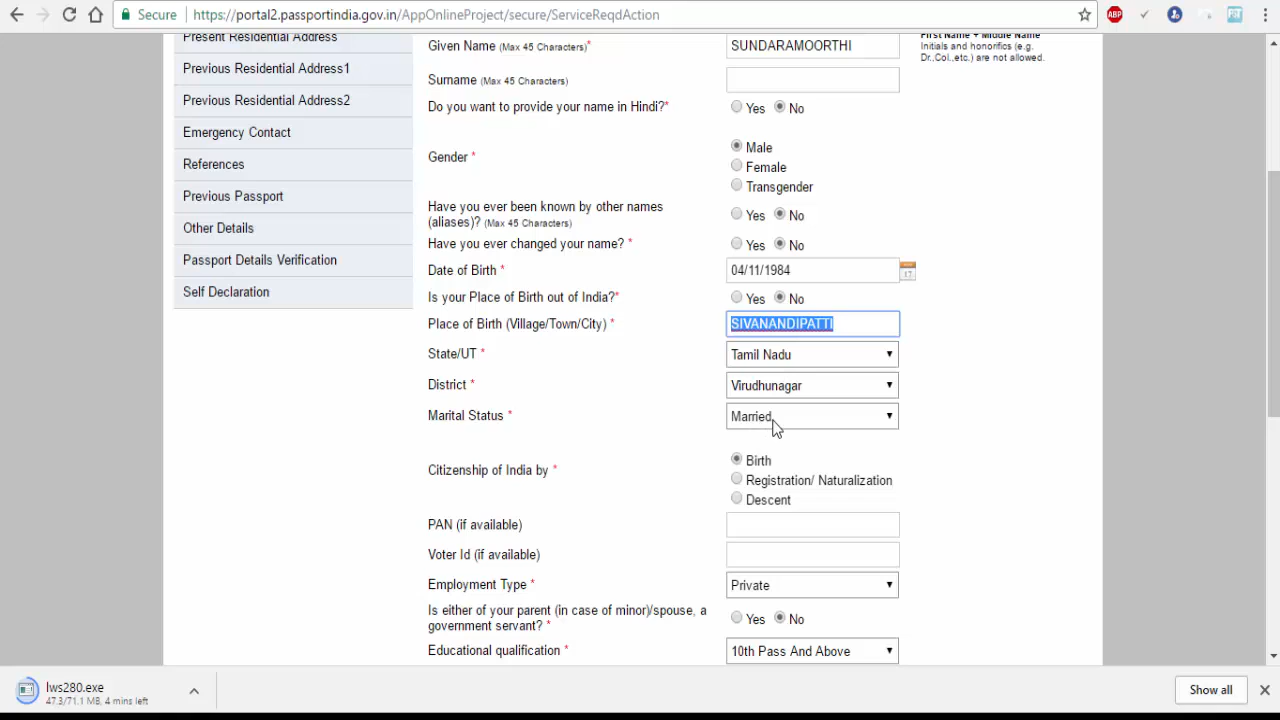 Secure https://portal2.passportindia.gov.in/AppOnlineProject/secure/ServiceReqdAction ABP
Present Residential Address
Previous Residential Address1
Previous Residential Address2
Emergency Contact
References
Previous Passport
Other Details
Passport Details Verification
Self Declaration
Given Name (Max 45 Characters)* SUNDARAMOORTHI
First Name + Middle Name
Initials and honorifics (e.g.
Dr.,Col.,etc.) are not allowed.
Surname (Max 45 Characters)
Do you want to provide your name in Hindi?* Yes No
Gender * Male
Female
Transgender
Have you ever been known by other names
(aliases)? (Max 45 Characters) Yes No
Have you ever changed your name? * Yes No
Date of Birth * 04/11/1984 17
Is your Place of Birth out of India?* Yes No
Place of Birth (Village/Town/City) * SIVANANDIPATTI
State/UT * Tamil Nadu
District * Virudhunagar
Marital Status * Married
Citizenship of India by * Birth
Registration/ Naturalization
Descent
PAN (if available)
Voter Id (if available)
Employment Type * Private
Is either of your parent (in case of minor)/spouse, a
government servant? * Yes No
Educational qualification * 10th Pass And Above
lws280.exe
47.3/71.1 MB, 4 mins left
Show all